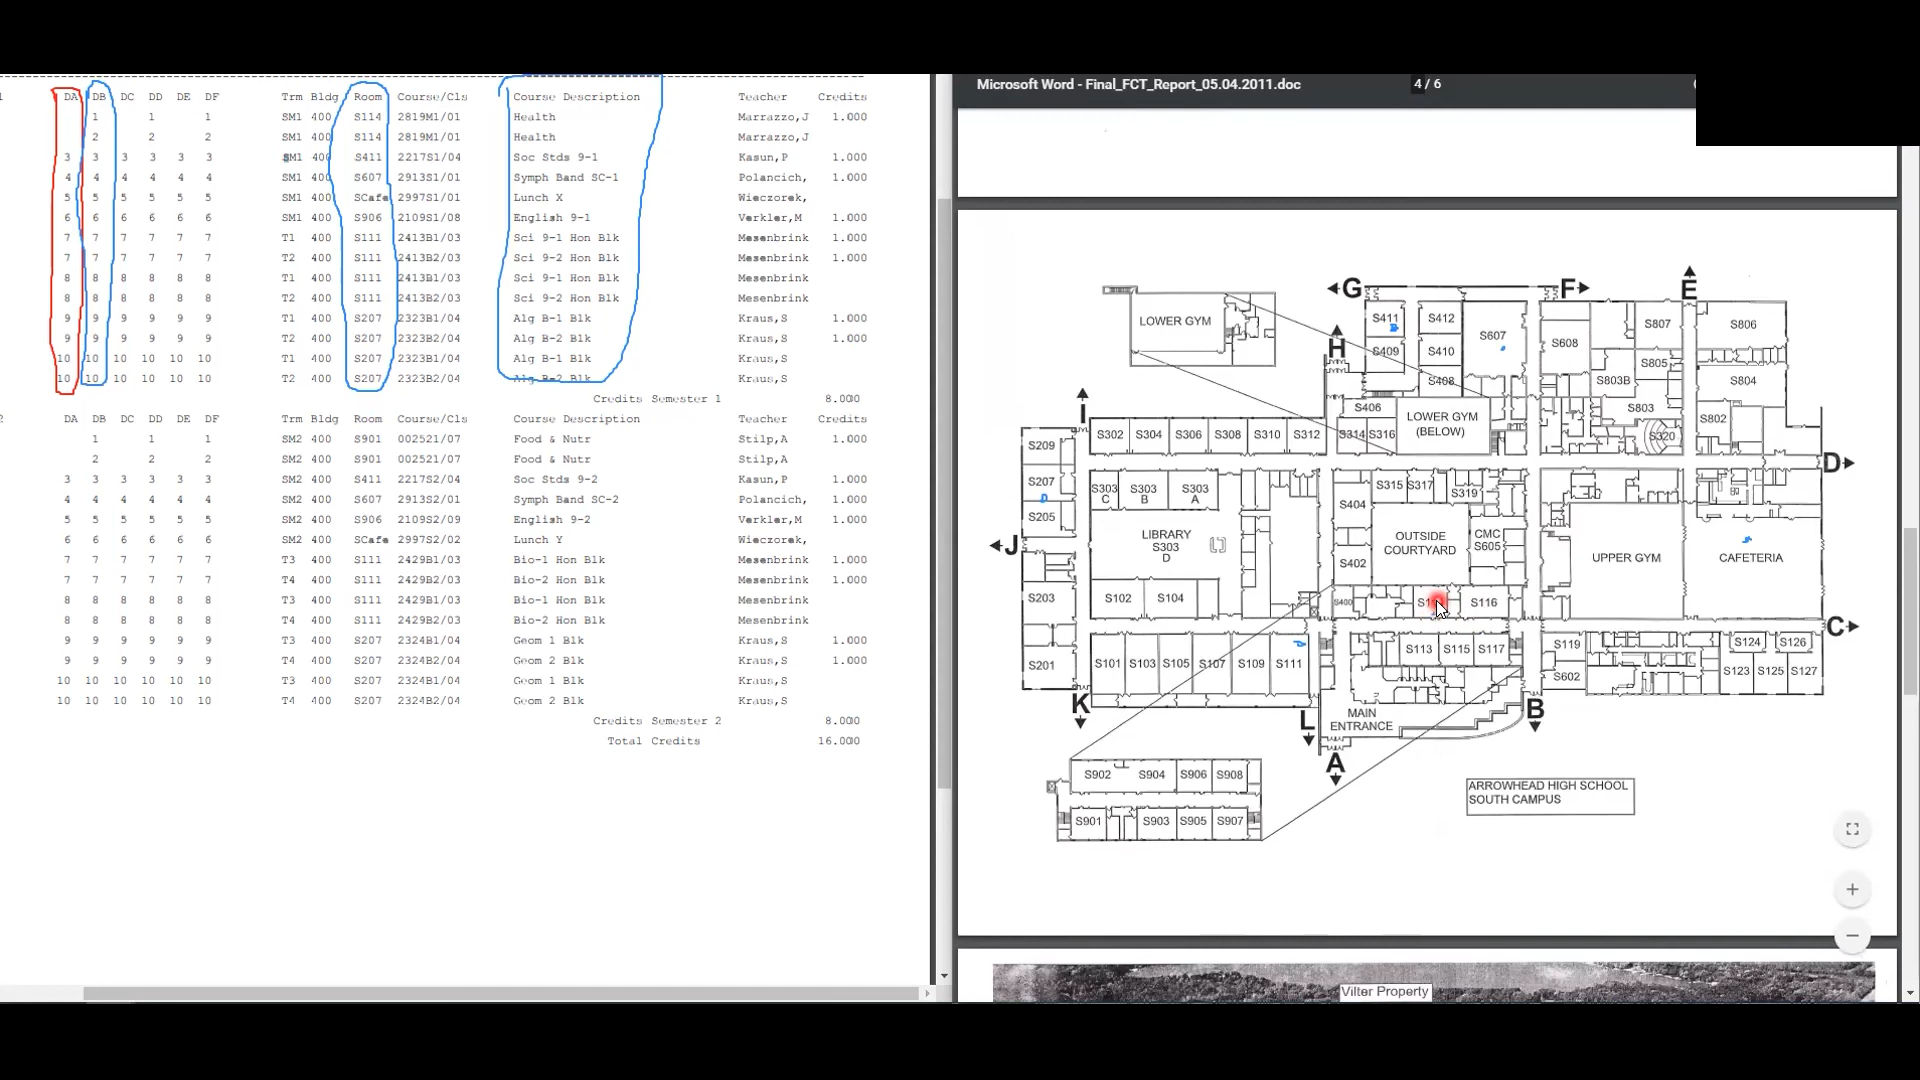 1 DA DB DC DD DE DF Trm Bldg Room Course/Cls Course Description Teacher Credits
1 1 1 SM1 400 S114 2819M1/01 Health Marrazzo,J 1.000
2 2 2 SM1 400 S114 2819M1/01 Health Marrazzo,J
3 3 3 3 3 3 SM1 400 S411 2217S1/04 Soc Stds 9-1 Kasun,P 1.000
4 4 4 4 4 4 SM1 400 S607 2913S1/01 Symph Band SC-1 Polancich, 1.000
5 5 5 5 5 5 SM1 400 SCafe 2997S1/01 Lunch X Wieczorek,
6 6 6 6 6 6 SM1 400 S906 2109S1/08 English 9-1 Verkler,M 1.000
7 7 7 7 7 7 T1 400 S111 2413B1/03 Sci 9-1 Hon Blk Mesenbrink 1.000
7 7 7 7 7 7 T2 400 S111 2413B2/03 Sci 9-2 Hon Blk Mesenbrink 1.000
8 8 8 8 8 8 T1 400 S111 2413B1/03 Sci 9-1 Hon Blk Mesenbrink
8 8 8 8 8 8 T2 400 S111 2413B2/03 Sci 9-2 Hon Blk Mesenbrink
9 9 9 9 9 9 T1 400 S207 2323B1/04 Alg B-1 Blk Kraus,S 1.000
9 9 9 9 9 9 T2 400 S207 2323B2/04 Alg B-2 Blk Kraus,S 1.000
10 10 10 10 10 10 T1 400 S207 2323B1/04 Alg B-1 Blk Kraus,S
10 10 10 10 10 10 T2 400 S207 2323B2/04 Alg B-2 Blk Kraus,S
Credits Semester 1 8.000
2 DA DB DC DD DE DF Trm Bldg Room Course/Cls Course Description Teacher Credits
1 1 1 SM2 400 S901 002521/07 Food & Nutr Stilp,A 1.000
2 2 2 SM2 400 S901 002521/07 Food & Nutr Stilp,A
3 3 3 3 3 3 SM2 400 S411 2217S2/04 Soc Stds 9-2 Kasun,P 1.000
4 4 4 4 4 4 SM2 400 S607 2913S2/01 Symph Band SC-2 Polancich, 1.000
5 5 5 5 5 5 SM2 400 S906 2109S2/09 English 9-2 Verkler,M 1.000
6 6 6 6 6 6 SM2 400 SCafe 2997S2/02 Lunch Y Wieczorek,
7 7 7 7 7 7 T3 400 S111 2429B1/03 Bio-1 Hon Blk Mesenbrink 1.000
7 7 7 7 7 7 T4 400 S111 2429B2/03 Bio-2 Hon Blk Mesenbrink 1.000
8 8 8 8 8 8 T3 400 S111 2429B1/03 Bio-1 Hon Blk Mesenbrink
8 8 8 8 8 8 T4 400 S111 2429B2/03 Bio-2 Hon Blk Mesenbrink
9 9 9 9 9 9 T3 400 S207 2324B1/04 Geom 1 Blk Kraus,S 1.000
9 9 9 9 9 9 T4 400 S207 2324B2/04 Geom 2 Blk Kraus,S 1.000
10 10 10 10 10 10 T3 400 S207 2324B1/04 Geom 1 Blk Kraus,S
10 10 10 10 10 10 T4 400 S207 2324B2/04 Geom 2 Blk Kraus,S
Credits Semester 2 8.000
Total Credits 16.000
Microsoft Word - Final_FCT_Report_05.04.2011.doc 4 / 6
G F E
LOWER GYM S411 S412 S607 S608 S807 S806
H S409 S410 S805
S408 S803B S804
I S406 LOWER GYM S803 S802
(BELOW)
S209 S302 S304 S306 S308 S310 S312 S314 S316 S320
D
S207 S303 C S303 B S303 A S404 S315 S317 S319
S205
J LIBRARY OUTSIDE CMC UPPER GYM CAFETERIA
S303 COURTYARD S605
D S402
S203 S102 S104 S400 S116
C
S201 S101 S103 S105 S107 S109 S111 S113 S115 S117 S119 S124 S126
S602 S123 S125 S127
K L MAIN B
ENTRANCE
A
S902 S904 S906 S908
S901 S903 S905 S907
ARROWHEAD HIGH SCHOOL
SOUTH CAMPUS
Vilter Property